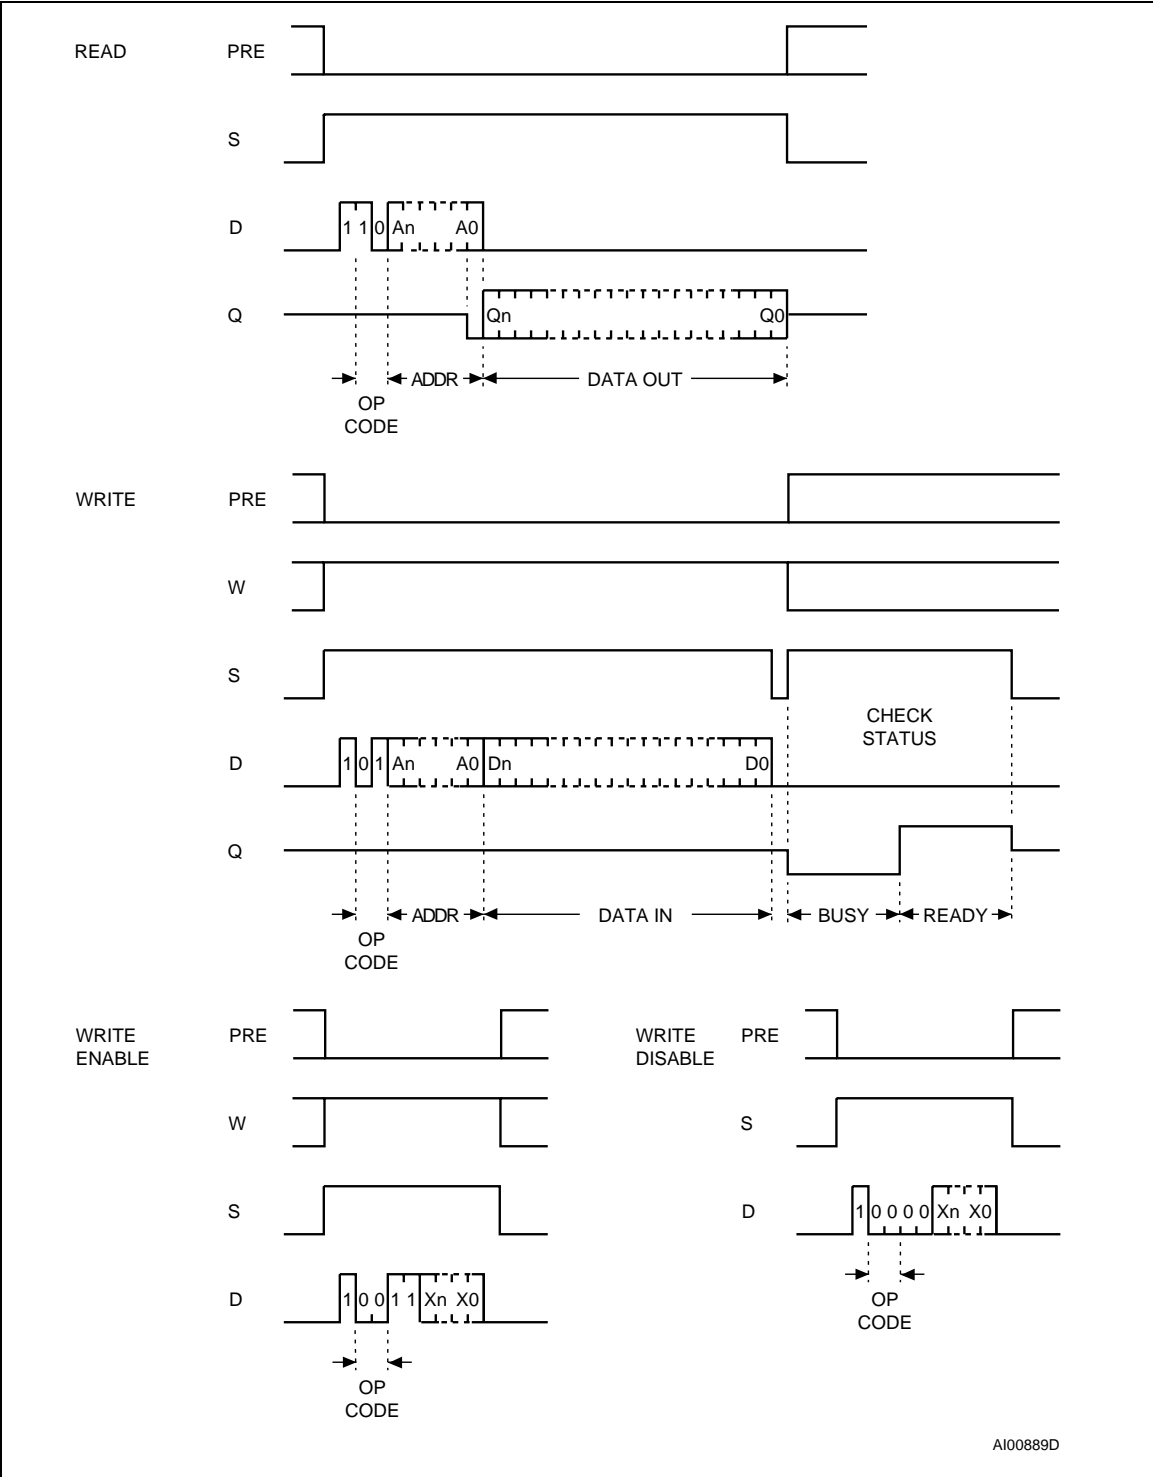 READ PRE
S
D 1 1 0 An A0
Q Qn Q0
ADDR DATA OUT
OP
CODE
WRITE PRE
W
S
CHECK
STATUS
D 1 0 1 An A0 Dn D0
Q
ADDR DATA IN BUSY READY
OP
CODE
WRITE
ENABLE
PRE
W
S
D 1 0 0 1 1 Xn X0
OP
CODE
WRITE
DISABLE
PRE
S
D 1 0 0 0 0 Xn X0
OP
CODE
AI00889D